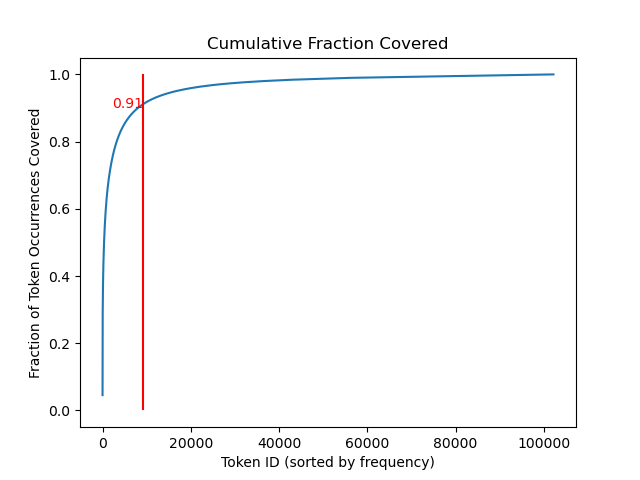 Cumulative Fraction Covered
1.0
0.91
0.8
0.6
0.4
0.2
0.0
Fraction of Token Occurrences Covered
0 20000 40000 60000 80000 100000
Token ID (sorted by frequency)